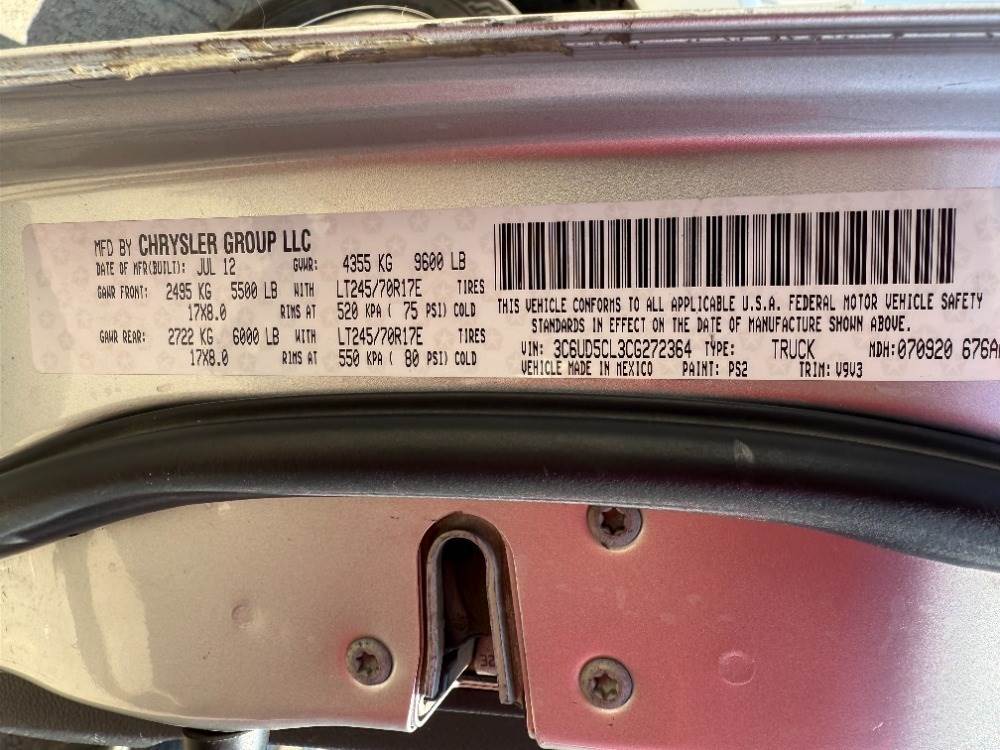 MFD BY CHRYSLER GROUP LLC
DATE OF MFR(BUILT): JUL 12 GVWR: 4355 KG 9600 LB
GAWR FRONT: 2495 KG 5500 LB WITH LT245/70R17E TIRES
17X8.0 RIMS AT 520 KPA ( 75 PSI) COLD
GAWR REAR: 2722 KG 6000 LB WITH LT245/70R17E TIRES
17X8.0 RIMS AT 550 KPA ( 80 PSI) COLD
THIS VEHICLE CONFORMS TO ALL APPLICABLE U.S.A. FEDERAL MOTOR VEHICLE SAFETY
STANDARDS IN EFFECT ON THE DATE OF MANUFACTURE SHOWN ABOVE.
VIN: 3C6UD5CL3CG272364 TYPE: TRUCK MDH:070920 676A
VEHICLE MADE IN MEXICO PAINT: PS2 TRIM: V9V3
32